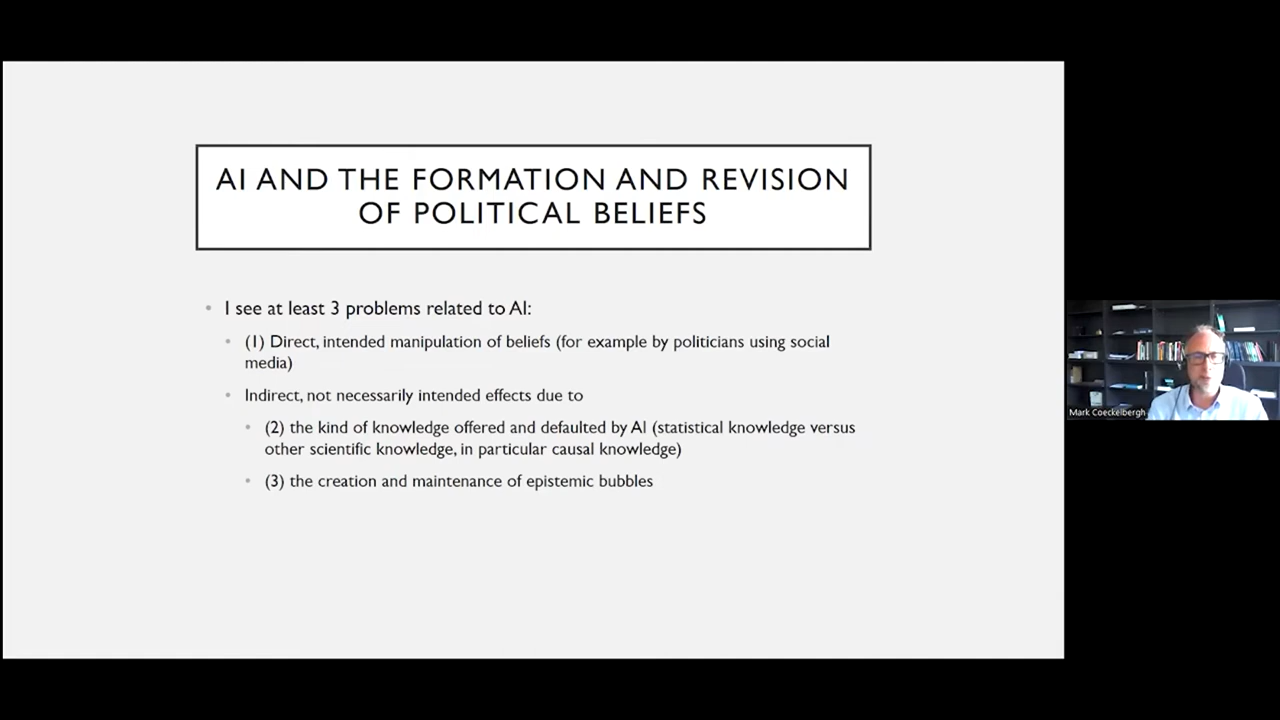 AI AND THE FORMATION AND REVISION
OF POLITICAL BELIEFS
• I see at least 3 problems related to AI:
• (1) Direct, intended manipulation of beliefs (for example by politicians using social
media)
• Indirect, not necessarily intended effects due to
• (2) the kind of knowledge offered and defaulted by AI (statistical knowledge versus
other scientific knowledge, in particular causal knowledge)
• (3) the creation and maintenance of epistemic bubbles
Mark Coeckelbergh